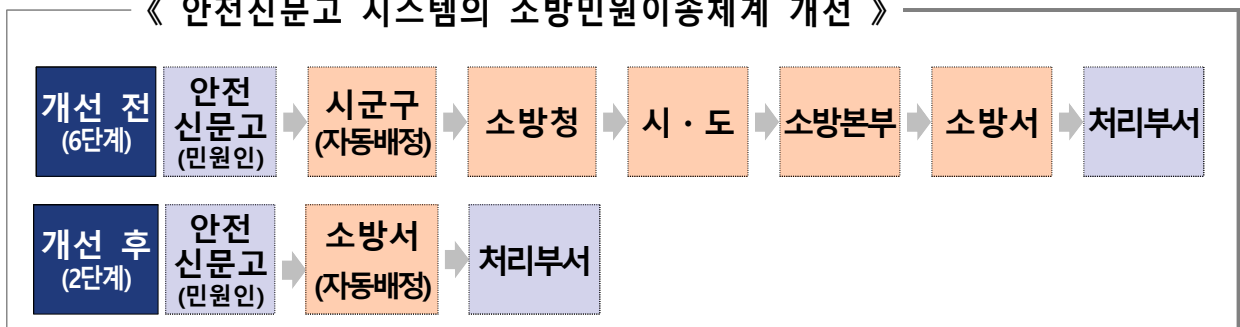 《 안전신문고 시스템의 소방민원이송체계 개선 》
개선 전
(6단계)
안전
신문고
(민원인)
시군구
(자동배정)
소방청
시·도
소방본부
소방서
처리부서
개선 후
(2단계)
안전
신문고
(민원인)
소방서
(자동배정)
처리부서